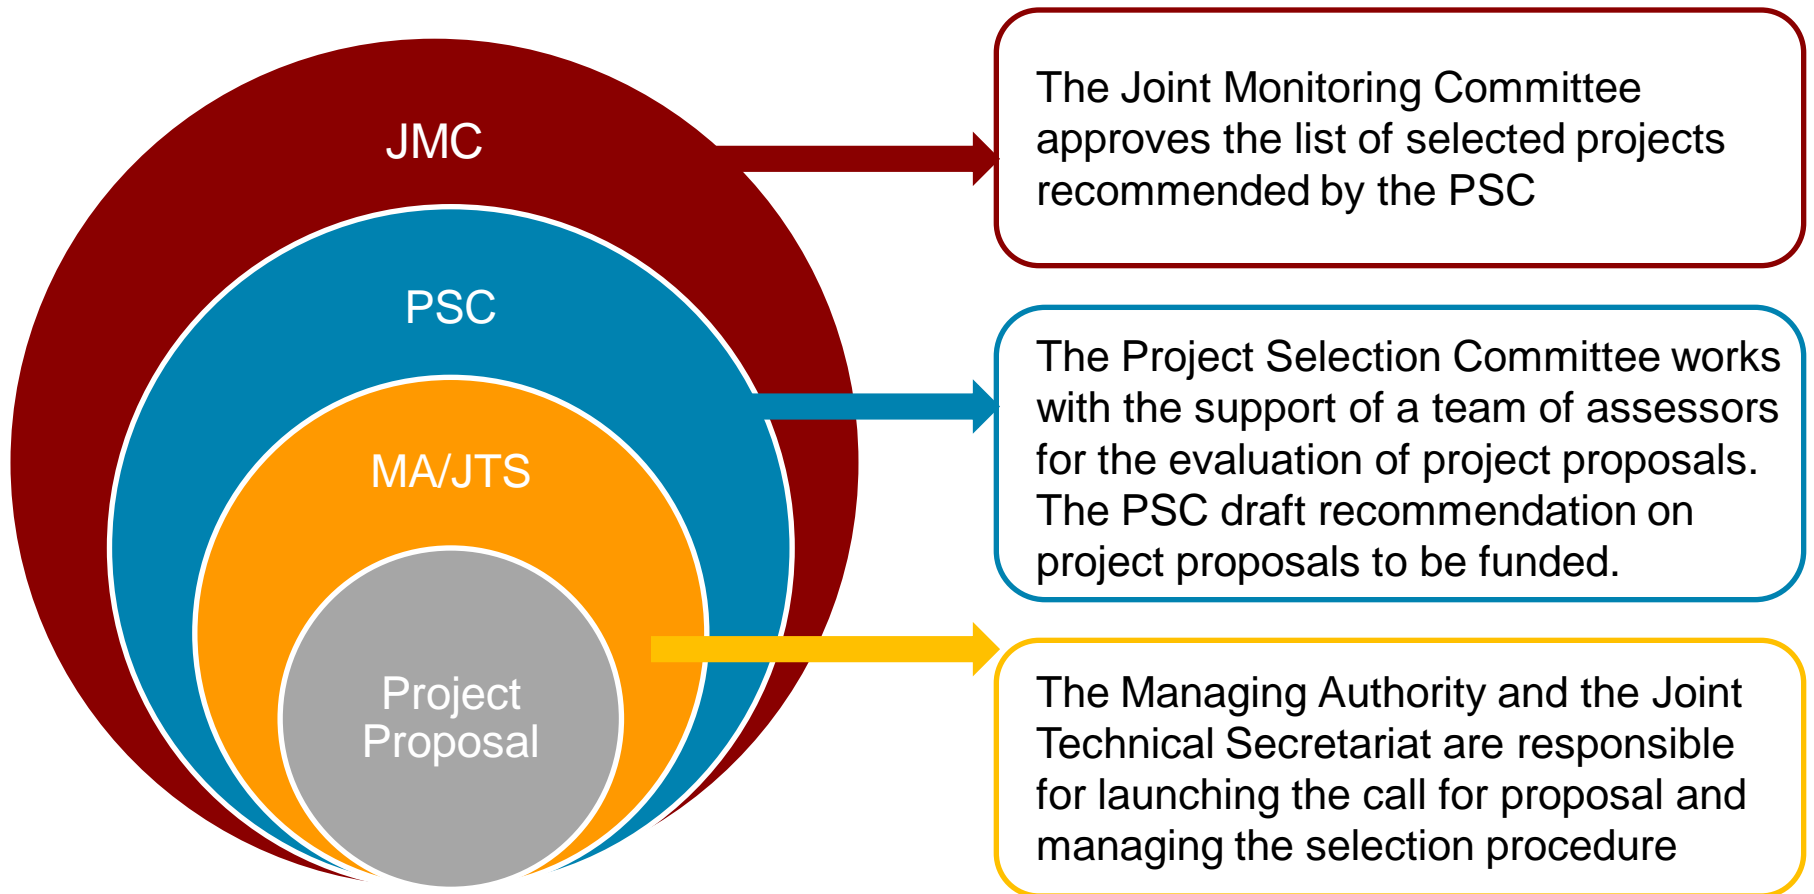 JMC
The Joint Monitoring Committee
approves the list of selected projects
recommended by the PSC
PSC
The Project Selection Committee works
with the support of a team of assessors
for the evaluation of project proposals.
The PSC draft recommendation on
project proposals to be funded.
MA/JTS
The Managing Authority and the Joint
Technical Secretariat are responsible
for launching the call for proposal and
managing the selection procedure
Project
Proposal